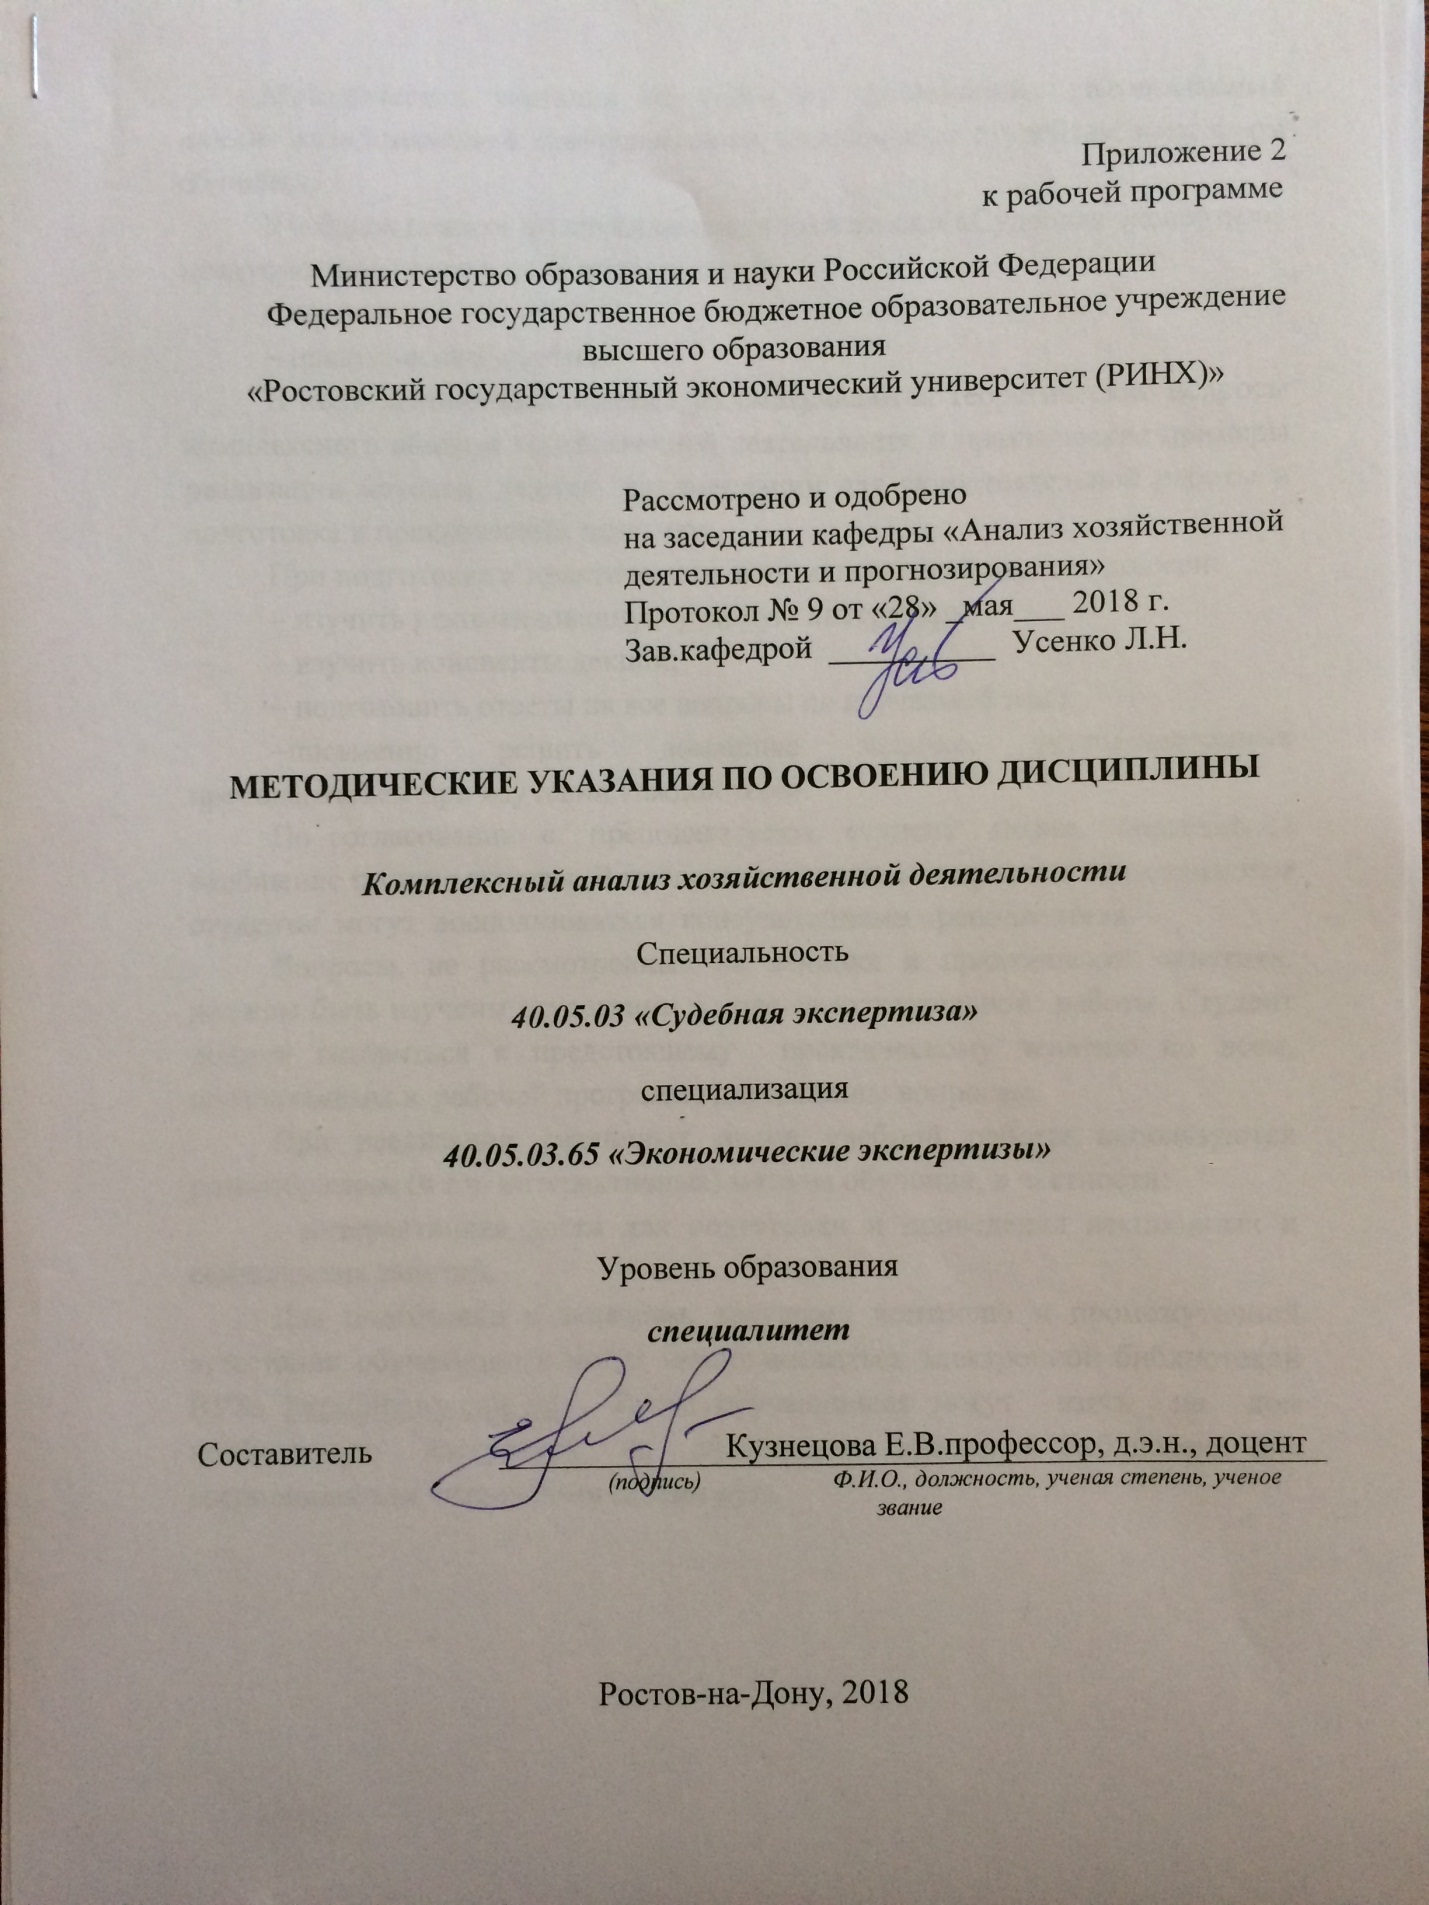 Приложение 2
к рабочей программе
Министерство образования и науки Российской Федерации
Федеральное государственное бюджетное образовательное учреждение
высшего образования
«Ростовский государственный экономический университет (РИНХ)»
Рассмотрено и одобрено
на заседании кафедры «Анализ хозяйственной
деятельности и прогнозирования»
Протокол № 9 от «28» _мая___ 2018 г.
Зав.кафедрой __________ Усенко Л.Н.
МЕТОДИЧЕСКИЕ УКАЗАНИЯ ПО ОСВОЕНИЮ ДИСЦИПЛИНЫ
Комплексный анализ хозяйственной деятельности
Специальность
40.05.03 «Судебная экспертиза»
специализация
40.05.03.65 «Экономические экспертизы»
Уровень образования
специалитет
Составитель Кузнецова Е.В.профессор, д.э.н., доцент
(подпись) Ф.И.О., должность, ученая степень, ученое
звание
Ростов-на-Дону, 2018